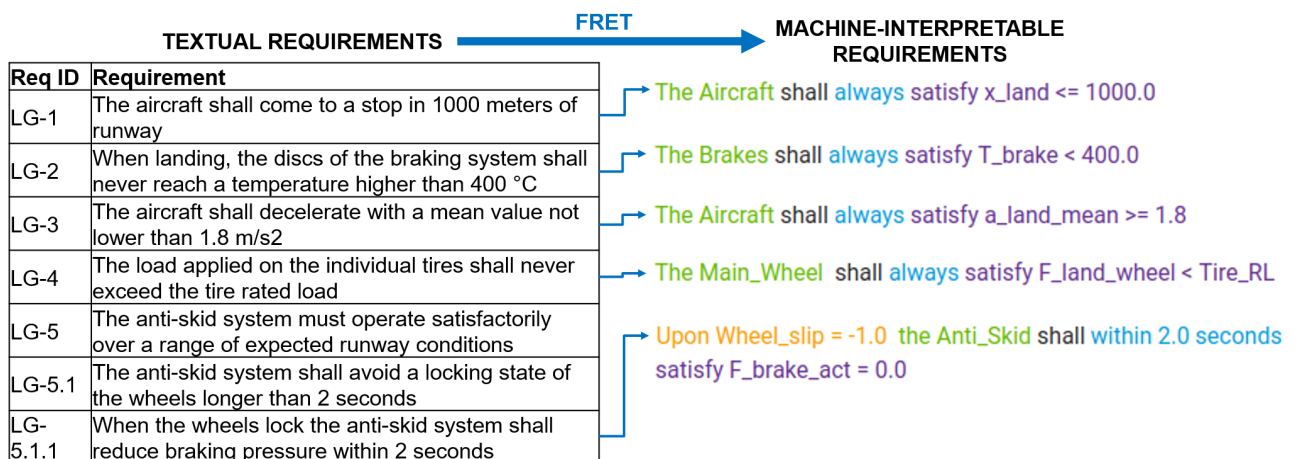 FRET
TEXTUAL REQUIREMENTS
MACHINE-INTERPRETABLE
REQUIREMENTS
Req ID Requirement
LG-1 The aircraft shall come to a stop in 1000 meters of
runway
LG-2 When landing, the discs of the braking system shall
never reach a temperature higher than 400 °C
LG-3 The aircraft shall decelerate with a mean value not
lower than 1.8 m/s2
LG-4 The load applied on the individual tires shall never
exceed the tire rated load
LG-5 The anti-skid system must operate satisfactorily
over a range of expected runway conditions
LG-5.1 The anti-skid system shall avoid a locking state of
the wheels longer than 2 seconds
LG- When the wheels lock the anti-skid system shall
5.1.1 reduce braking pressure within 2 seconds
The Aircraft shall always satisfy x_land <= 1000.0
The Brakes shall always satisfy T_brake < 400.0
The Aircraft shall always satisfy a_land_mean >= 1.8
The Main_Wheel shall always satisfy F_land_wheel < Tire_RL
Upon Wheel_slip = -1.0 the Anti_Skid shall within 2.0 seconds
satisfy F_brake_act = 0.0